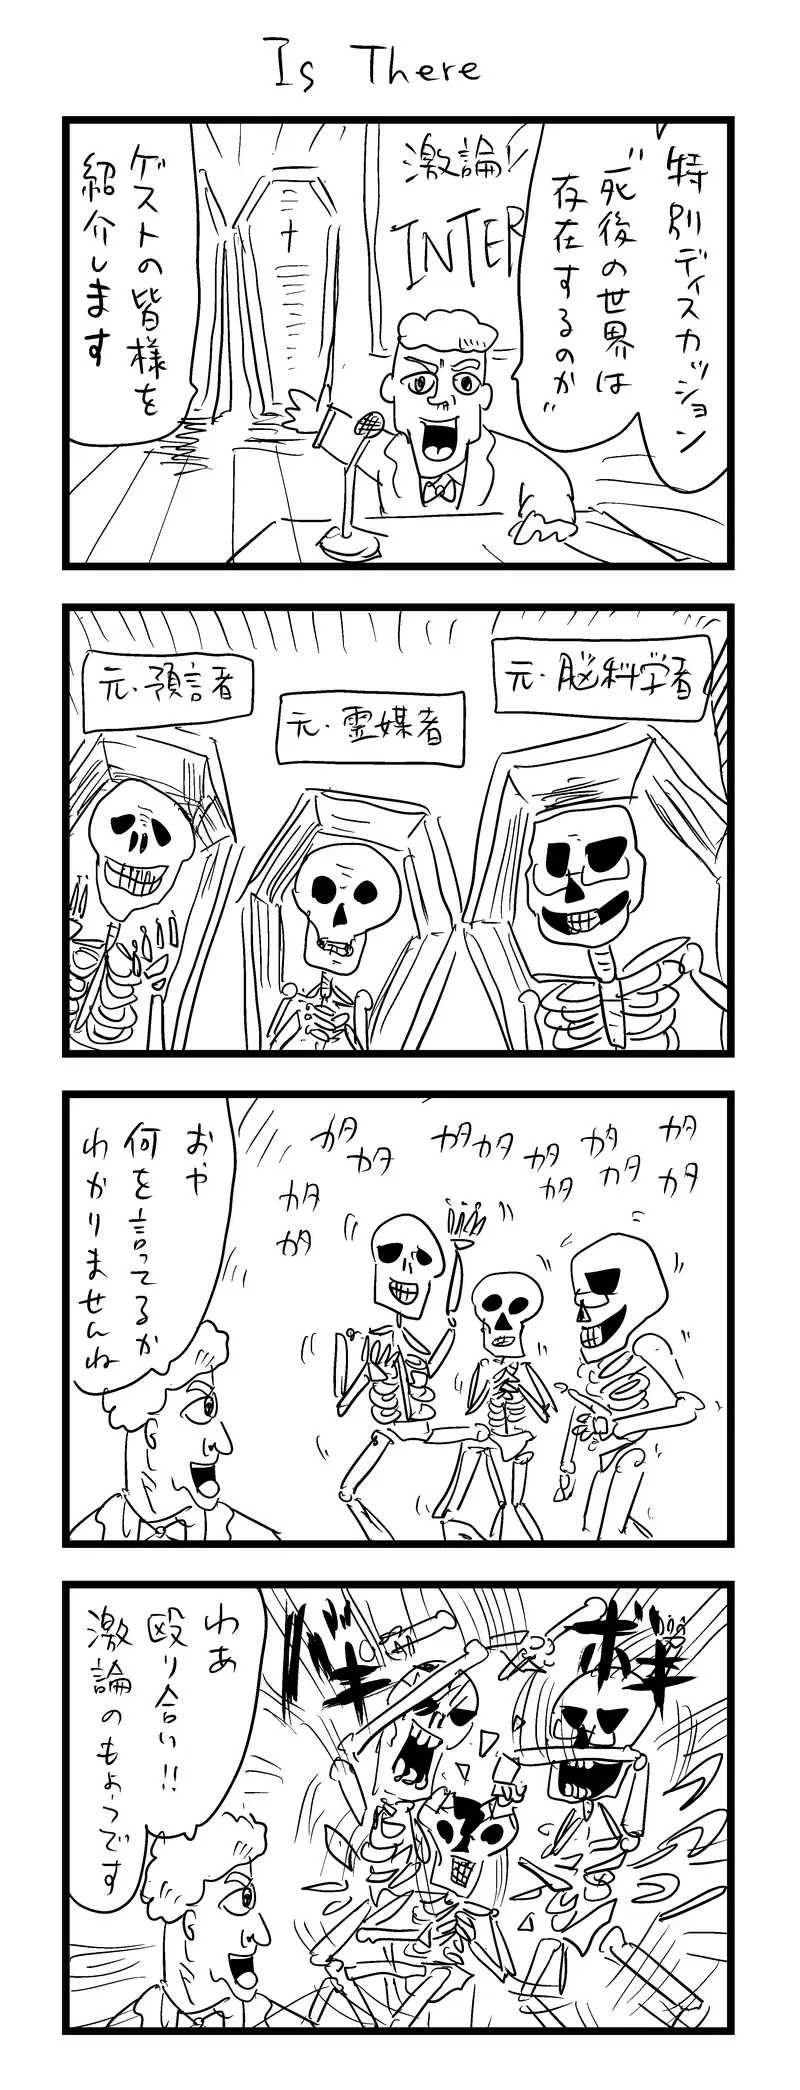 Is There
特別ディスカッション
"死後の世界は
存在するのか"
激論!
INTER
ゲストの皆様を
紹介します
元・脳科学者
元・霊媒者
元・預言者
カタ
カタ
カタ
カタ
カタ
カタ
カタ
カタ
カタ
カタ
カタ
カタ
おや
何を言ってるか
わかりませんね
ボキ
バキ
わあ
殴り合い!!
激論のもようです